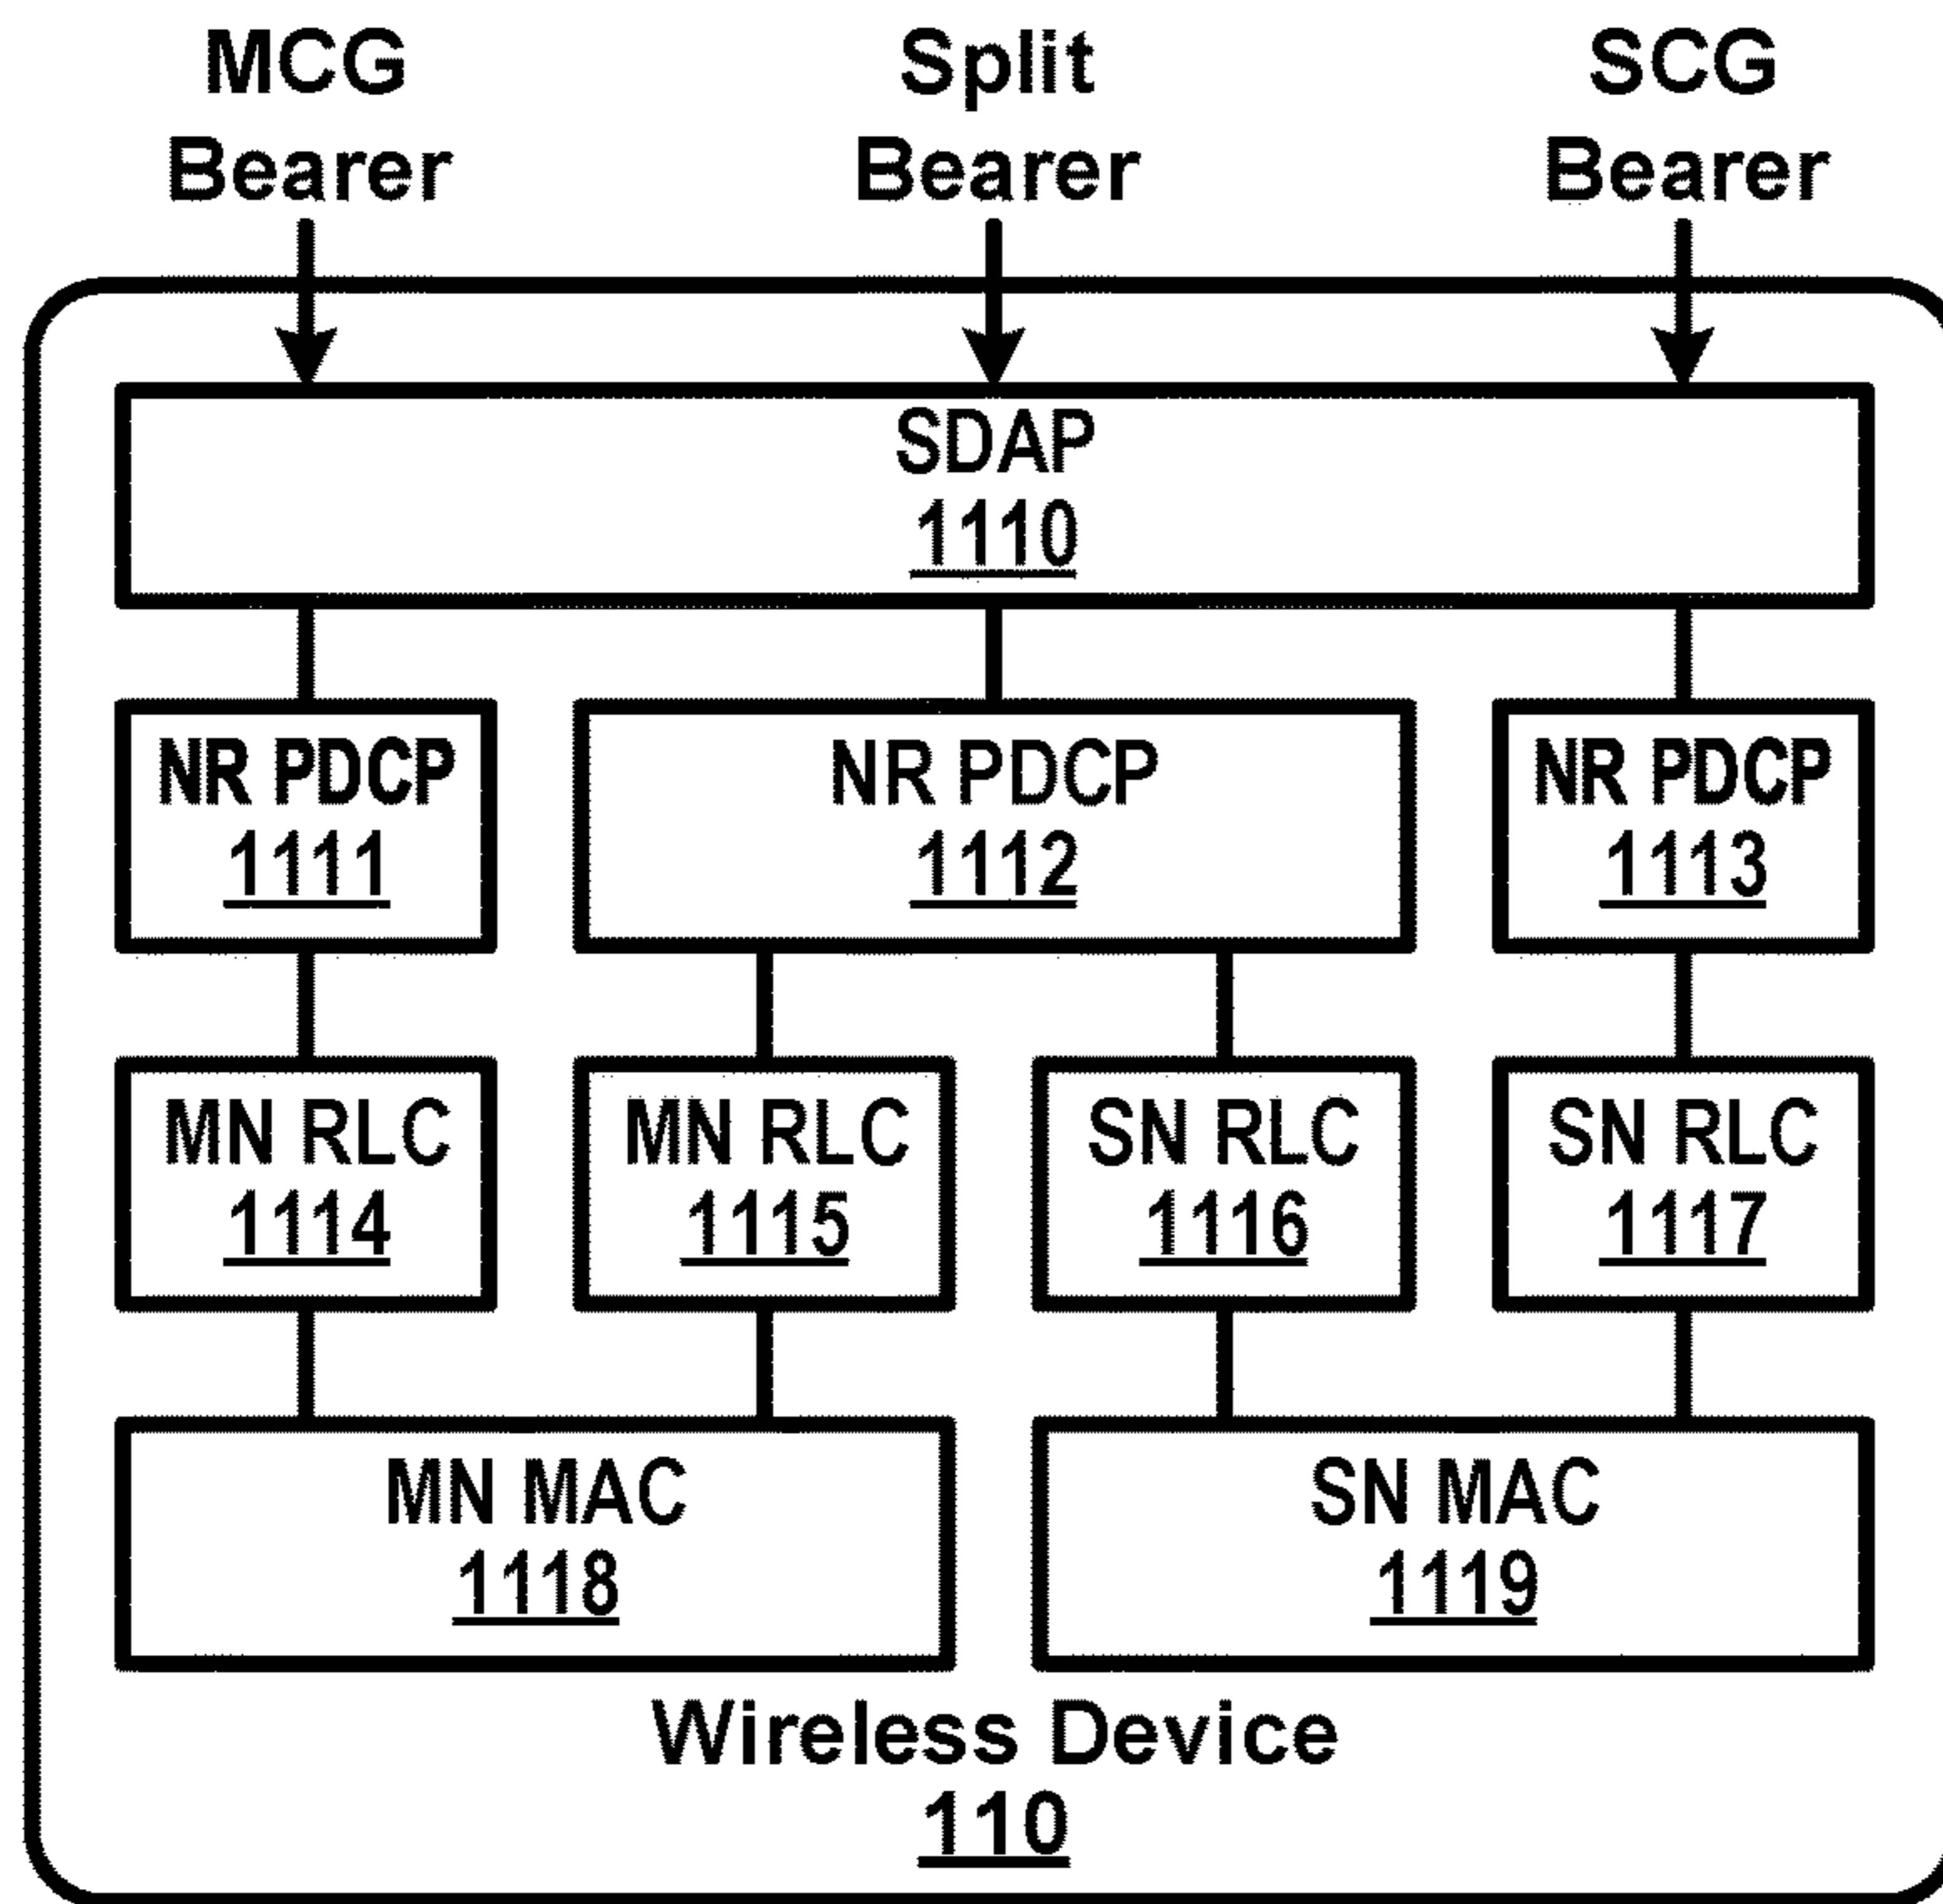 MCG Bearer
Split Bearer
SCG Bearer
SDAP
1110
NR PDCP
1111
NR PDCP
1112
NR PDCP
1113
MN RLC
1114
MN RLC
1115
SN RLC
1116
SN RLC
1117
MN MAC
1118
SN MAC
1119
Wireless Device
110